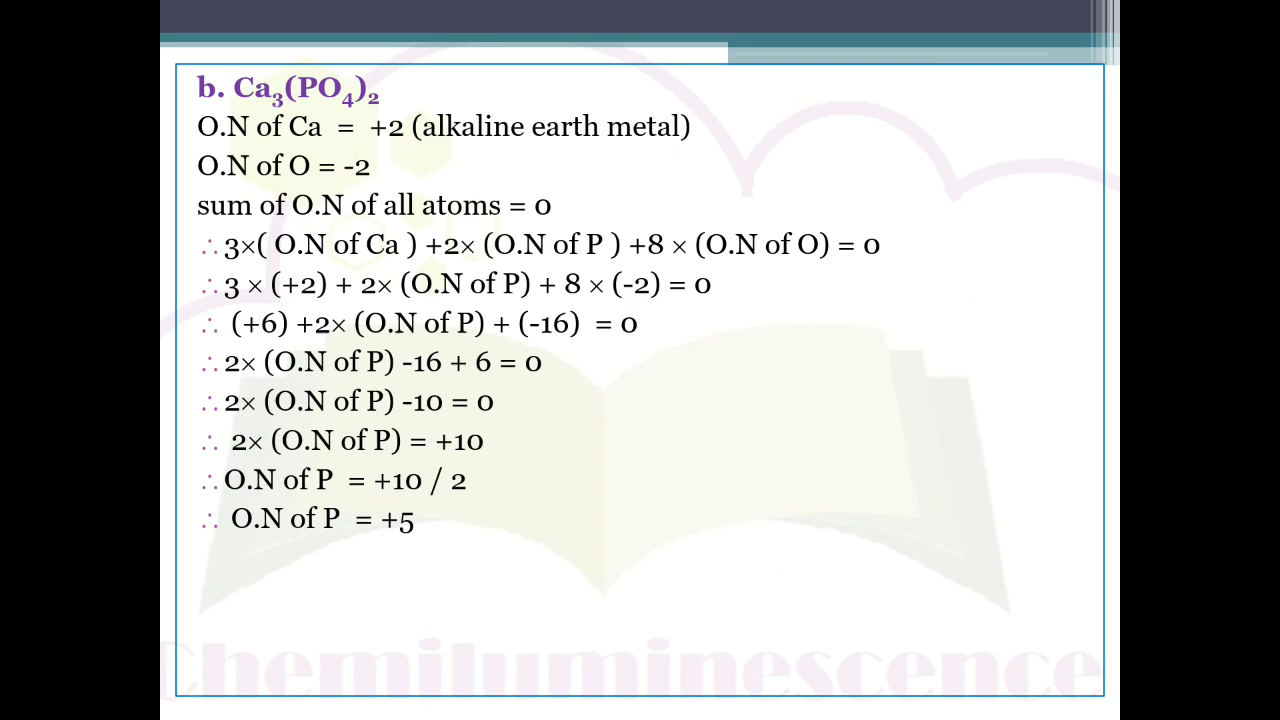 b. Ca₃(PO₄)₂
O.N of Ca = +2 (alkaline earth metal)
O.N of O = -2
sum of O.N of all atoms = 0
∴ 3×( O.N of Ca ) +2× (O.N of P ) +8 × (O.N of O) = 0
∴ 3 × (+2) + 2× (O.N of P) + 8 × (-2) = 0
∴ (+6) +2× (O.N of P) + (-16) = 0
∴ 2× (O.N of P) -16 + 6 = 0
∴ 2× (O.N of P) -10 = 0
∴ 2× (O.N of P) = +10
∴ O.N of P = +10 / 2
∴ O.N of P = +5
Chemiluminescence